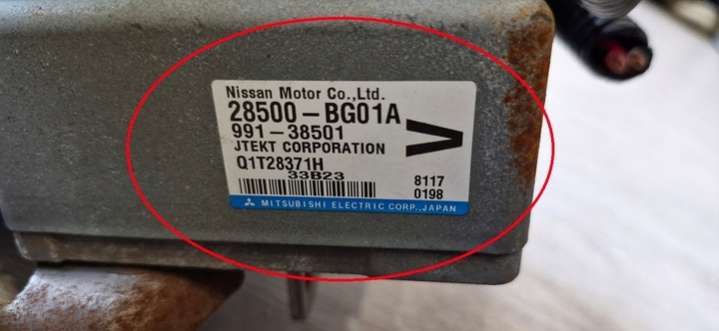 Nissan Motor Co.,Ltd.
28500-BG01A
991-38501
JTEKT CORPORATION
Q1T28371H
33B23
8117
0198
MITSUBISHI ELECTRIC CORP.,JAPAN